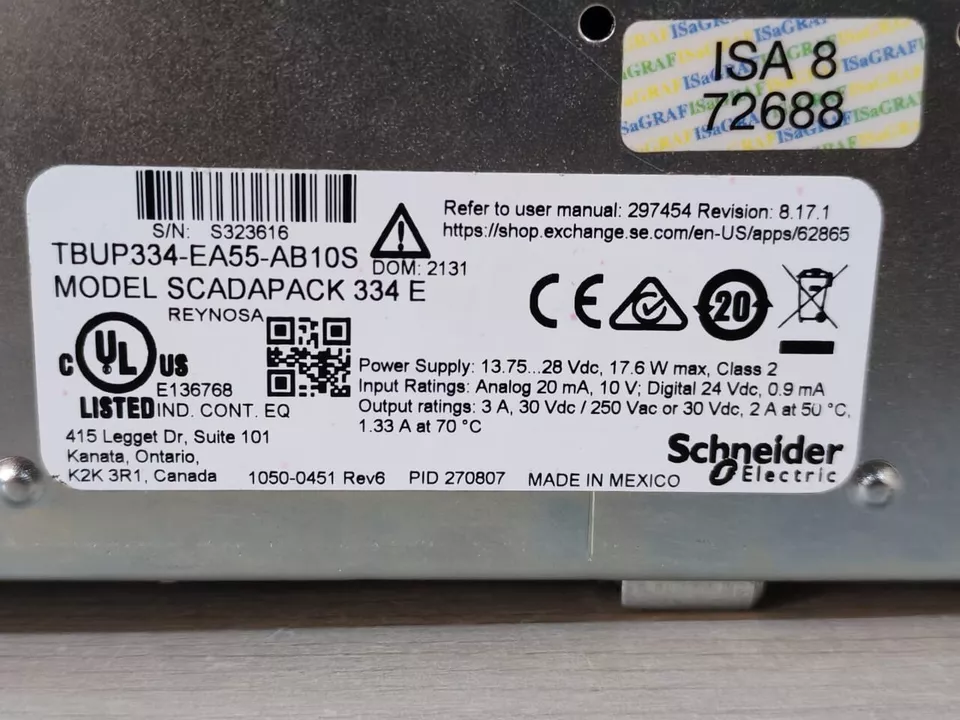 ISA 8
72688
S/N: S323616
TBUP334-EA55-AB10S
DOM: 2131
MODEL SCADAPACK 334 E
REYNOSA
Refer to user manual: 297454 Revision: 8.17.1
https://shop.exchange.se.com/en-US/apps/62865
CE
20
C UL US
E136768
LISTED IND. CONT. EQ
Power Supply: 13.75...28 Vdc, 17.6 W max, Class 2
Input Ratings: Analog 20 mA, 10 V; Digital 24 Vdc, 0.9 mA
Output ratings: 3 A, 30 Vdc / 250 Vac or 30 Vdc, 2 A at 50 °C,
1.33 A at 70 °C
415 Legget Dr, Suite 101
Kanata, Ontario,
K2K 3R1, Canada
1050-0451 Rev6 PID 270807 MADE IN MEXICO
Schneider
Electric